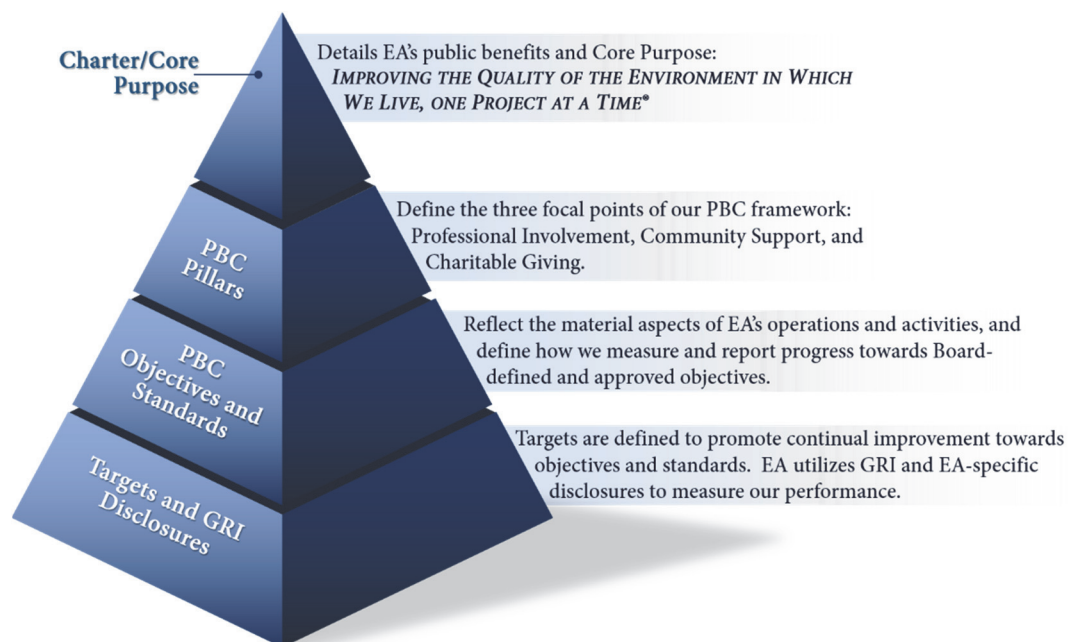 Charter/Core
Purpose
Details EA's public benefits and Core Purpose:
IMPROVING THE QUALITY OF THE ENVIRONMENT IN WHICH
WE LIVE, ONE PROJECT AT A TIME®
PBC
Pillars
Define the three focal points of our PBC framework:
Professional Involvement, Community Support, and
Charitable Giving.
PBC
Objectives and
Standards
Reflect the material aspects of EA's operations and activities, and
define how we measure and report progress towards Board-
defined and approved objectives.
Targets and GRI
Disclosures
Targets are defined to promote continual improvement towards
objectives and standards.  EA utilizes GRI and EA-specific
disclosures to measure our performance.